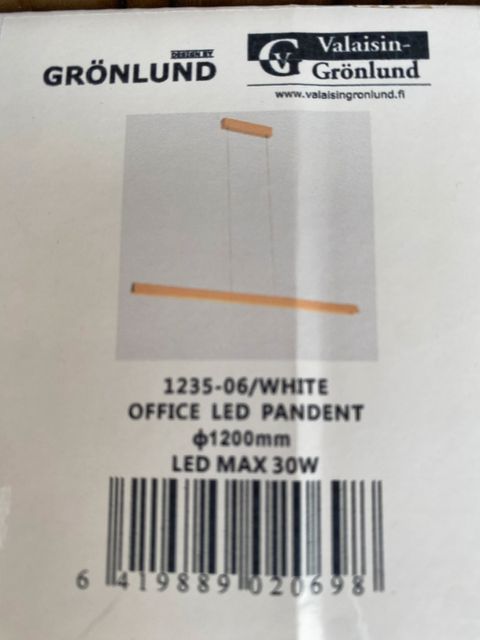 DESIGN BY
GRÖNLUND
GV Valaisin-
Grönlund
www.valaisingronlund.fi
1235-06/WHITE
OFFICE LED PANDENT
ф1200mm
LED MAX 30W
6 419889 020698